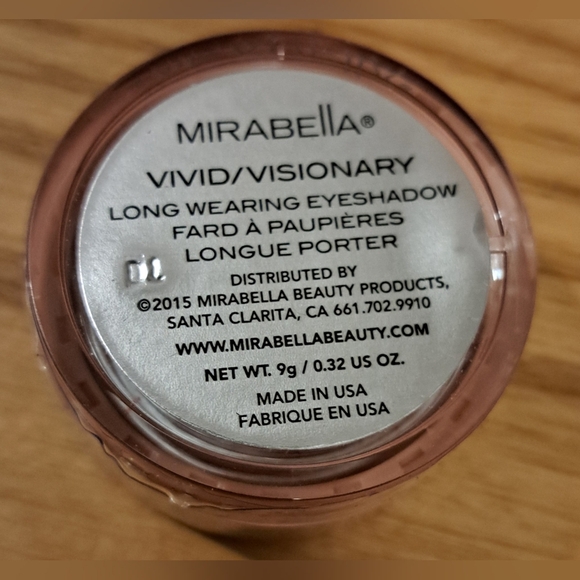 MIRABEllA®
VIVID/VISIONARY
LONG WEARING EYESHADOW
FARD À PAUPIÈRES
LONGUE PORTER
DISTRIBUTED BY
©2015 MIRABELLA BEAUTY PRODUCTS,
SANTA CLARITA, CA 661.702.9910
WWW.MIRABELLABEAUTY.COM
NET WT. 9g / 0.32 US OZ.
MADE IN USA
FABRIQUE EN USA